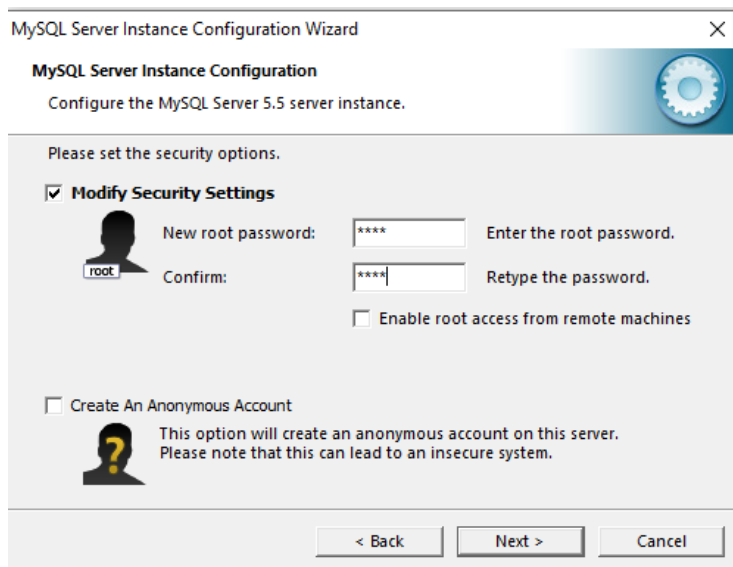 MySQL Server Instance Configuration Wizard
MySQL Server Instance Configuration
Configure the MySQL Server 5.5 server instance.
Please set the security options.
Modify Security Settings
root
New root password: **** Enter the root password.
Confirm: **** Retype the password.
Enable root access from remote machines
Create An Anonymous Account
This option will create an anonymous account on this server.
Please note that this can lead to an insecure system.
< Back Next > Cancel